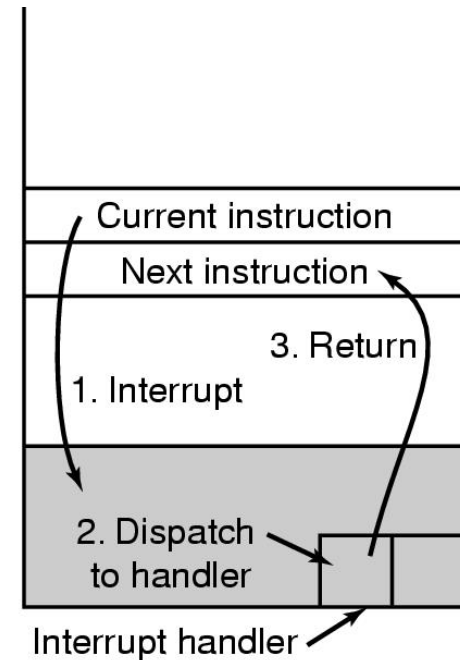 Current instruction
Next instruction
3. Return
1. Interrupt
2. Dispatch
to handler
Interrupt handler